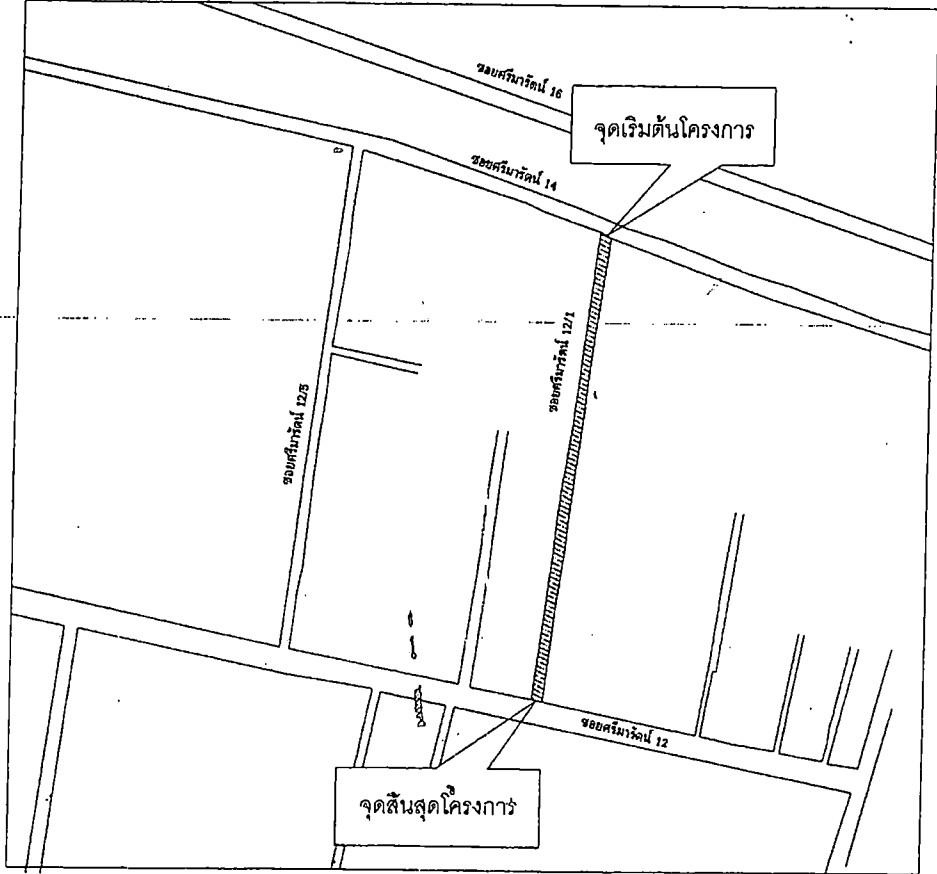 ซอยศรีมารัตน์ 16
จุดเริ่มต้นโครงการ
ซอยศรีมารัตน์ 14
ซอยศรีมารัตน์ 12/1
ซอยศรีมารัตน์ 12/5
ซอยศรีมารัตน์ 12
จุดสิ้นสุดโครงการ